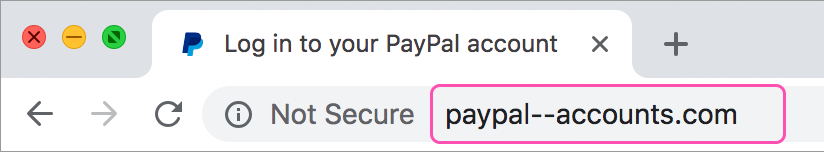 Log in to your PayPal account
Not Secure paypal--accounts.com